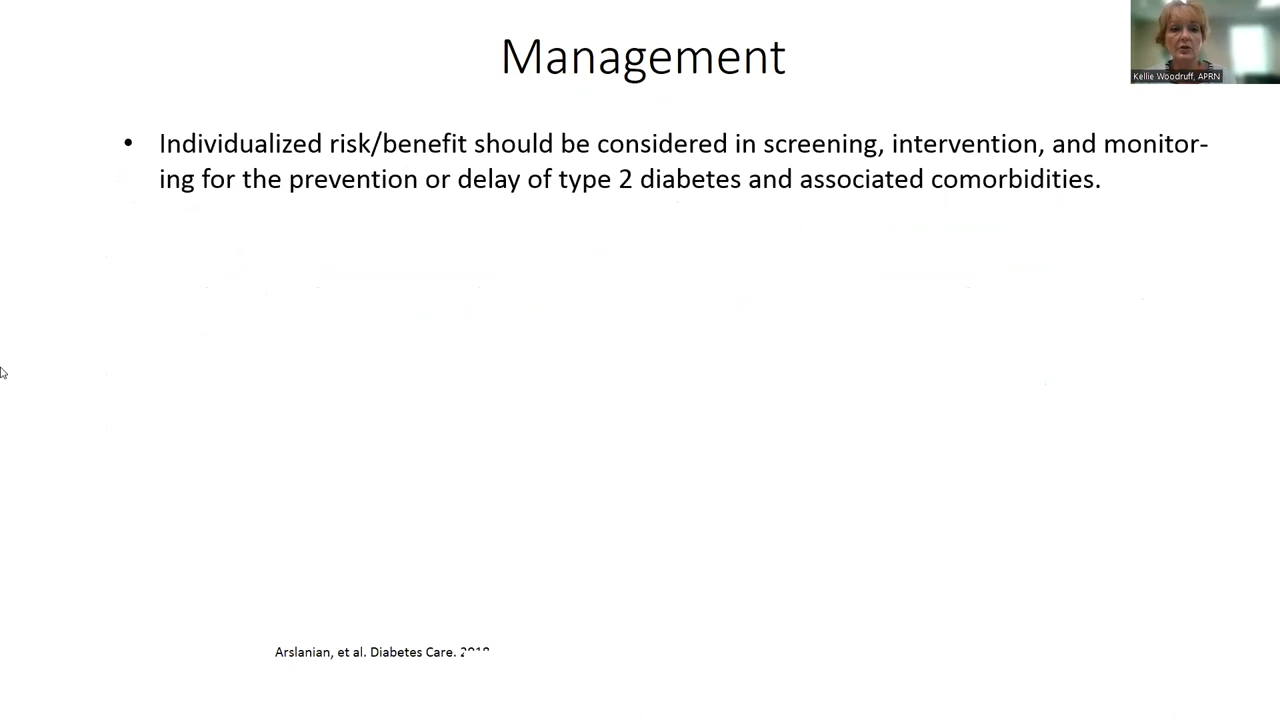 Management
Kellie Woodruff, APRN
• Individualized risk/benefit should be considered in screening, intervention, and monitor-
ing for the prevention or delay of type 2 diabetes and associated comorbidities.
Arslanian, et al. Diabetes Care.